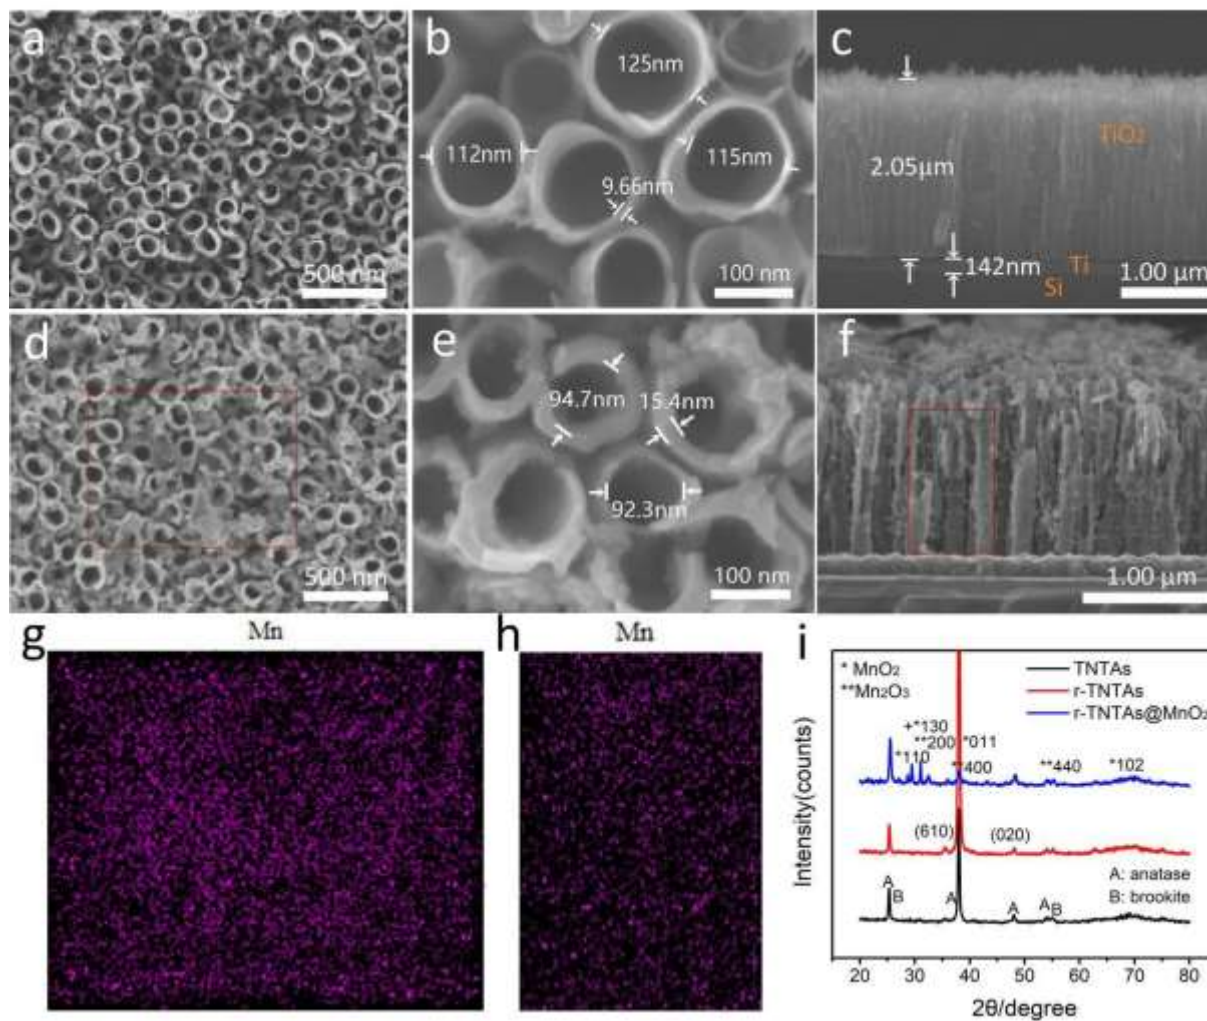 a
500 nm
b
125nm
112nm
115nm
9.66nm
100 nm
c
TiO2
2.05μm
142nm
Ti
Si
1.00 μm
d
500 nm
e
94.7nm
15.4nm
92.3nm
100 nm
f
1.00 μm
g
Mn
h
Mn
i
* MnO2
**Mn2O3
TNTAs
r-TNTAs
r-TNTAs@MnO2
+*130
**200
*011
*110
**400
**440
*102
(610)
(020)
A: anatase
B: brookite
A
B
A
A
A
B
Intensity(counts)
20 30 40 50 60 70 80
2θ/degree